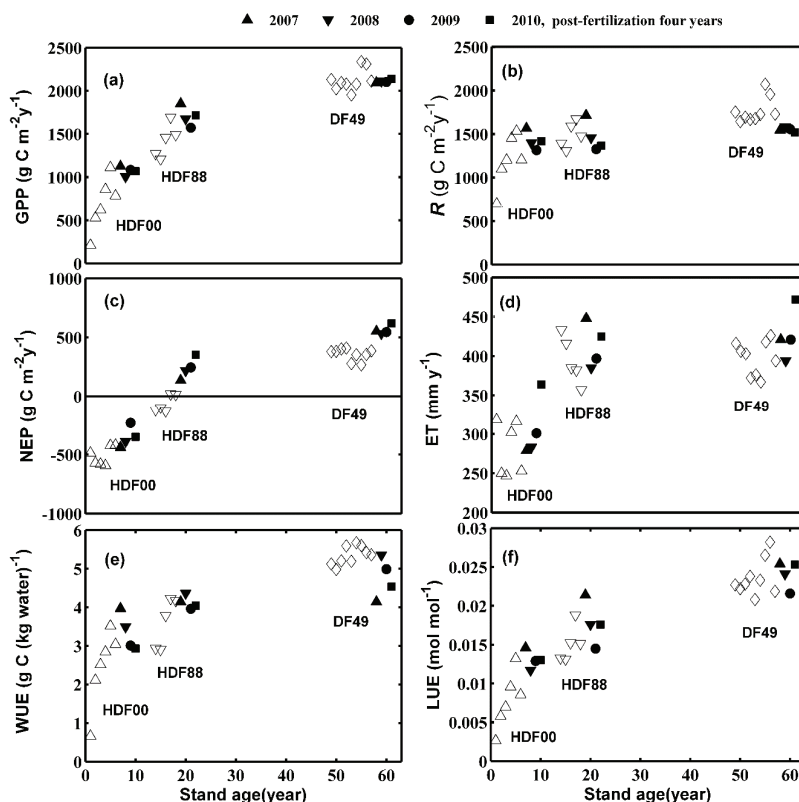 2007 2008 2009 2010, post-fertilization four years
(a)
GPP (g C m⁻²y⁻¹)
2500
2000
1500
1000
500
0
HDF00
HDF88
DF49
(b)
R (g C m⁻²y⁻¹)
2500
2000
1500
1000
500
0
HDF00
HDF88
DF49
(c)
NEP (g C m⁻²y⁻¹)
1000
500
0
-500
-1000
HDF00
HDF88
DF49
(d)
ET (mm y⁻¹)
450
400
350
300
250
200
HDF00
HDF88
DF49
(e)
WUE (g C (kg water)⁻¹)
6
5
4
3
2
1
0
HDF00
HDF88
DF49
0 10 20 30 40 50 60
Stand age(year)
(f)
LUE (mol mol⁻¹)
0.03
0.025
0.02
0.015
0.01
0.005
0
HDF00
HDF88
DF49
0 10 20 30 40 50 60
Stand age(year)